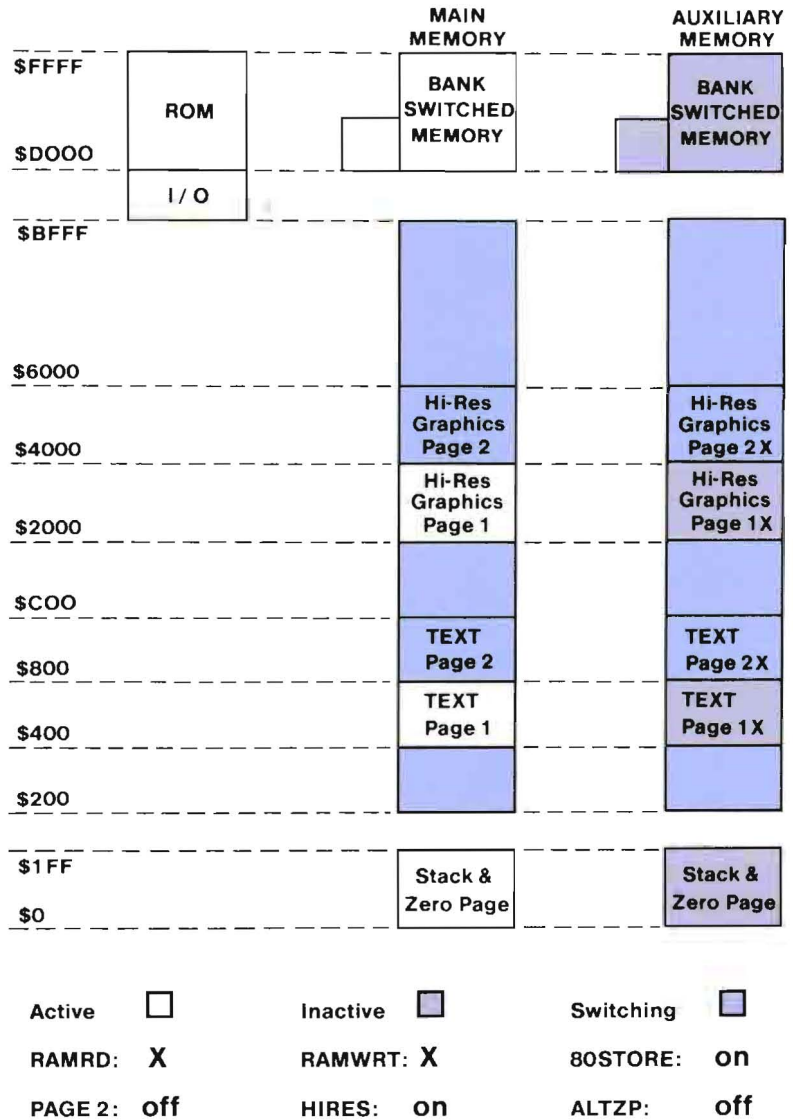 MAIN MEMORY
AUXILIARY MEMORY
$FFFF
ROM
BANK SWITCHED MEMORY
BANK SWITCHED MEMORY
$DOOO
I/O
$BFFF
$6000
Hi-Res Graphics Page 2
Hi-Res Graphics Page 2X
$4000
Hi-Res Graphics Page 1
Hi-Res Graphics Page 1X
$2000
$COO
TEXT Page 2
TEXT Page 2X
$800
TEXT Page 1
TEXT Page 1X
$400
$200
$1FF
Stack & Zero Page
Stack & Zero Page
$0
Active
Inactive
Switching
RAMRD: X
RAMWRT: X
80STORE: on
PAGE 2: off
HIRES: on
ALTZP: off